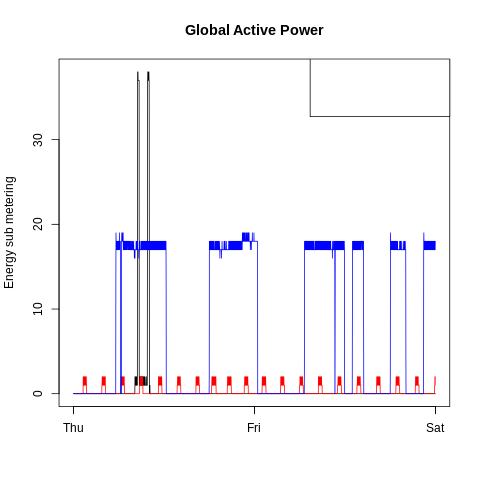 Global Active Power
Energy sub metering
30
20
10
0
Thu
Fri
Sat